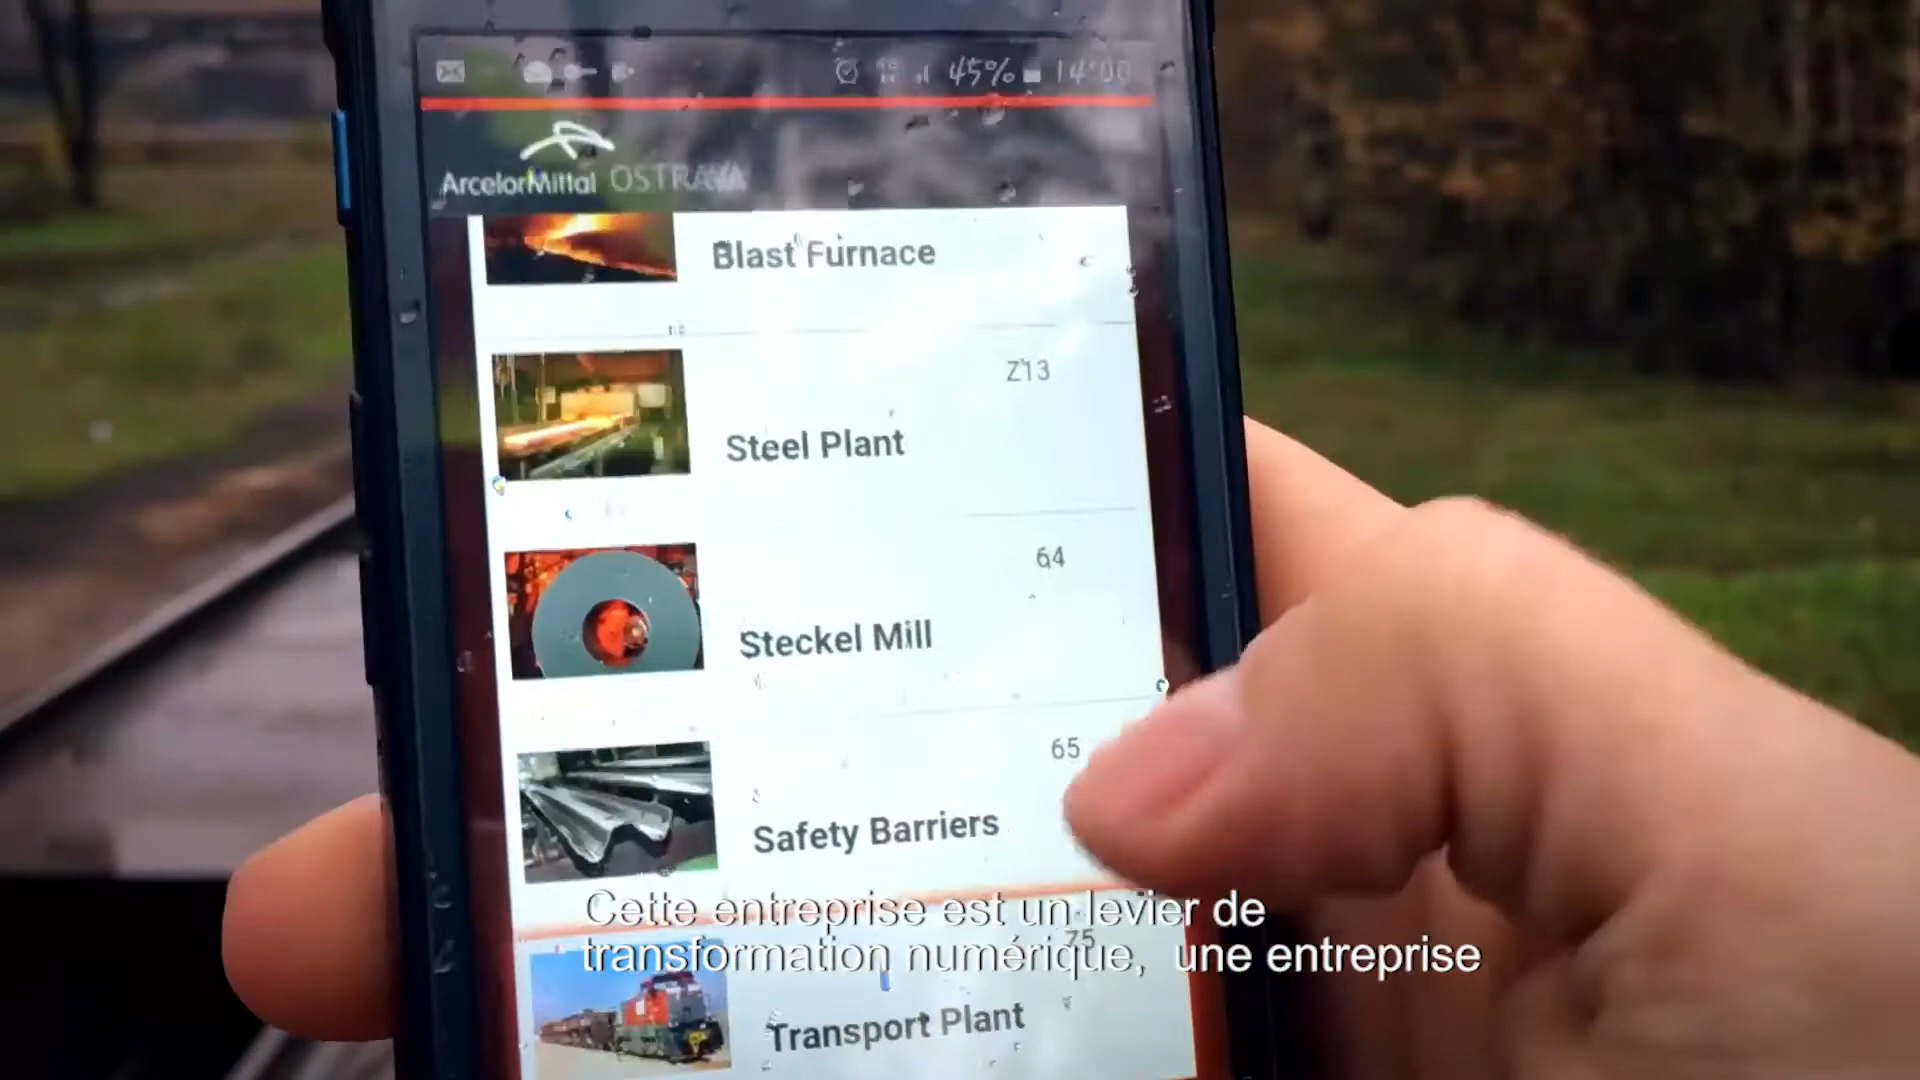 45% 14:00
ArcelorMittal OSTRAVA
Blast Furnace
Z13
Steel Plant
64
Steckel Mill
65
Safety Barriers
75
Transport Plant
Cette entreprise est un levier de
transformation numérique, une entreprise